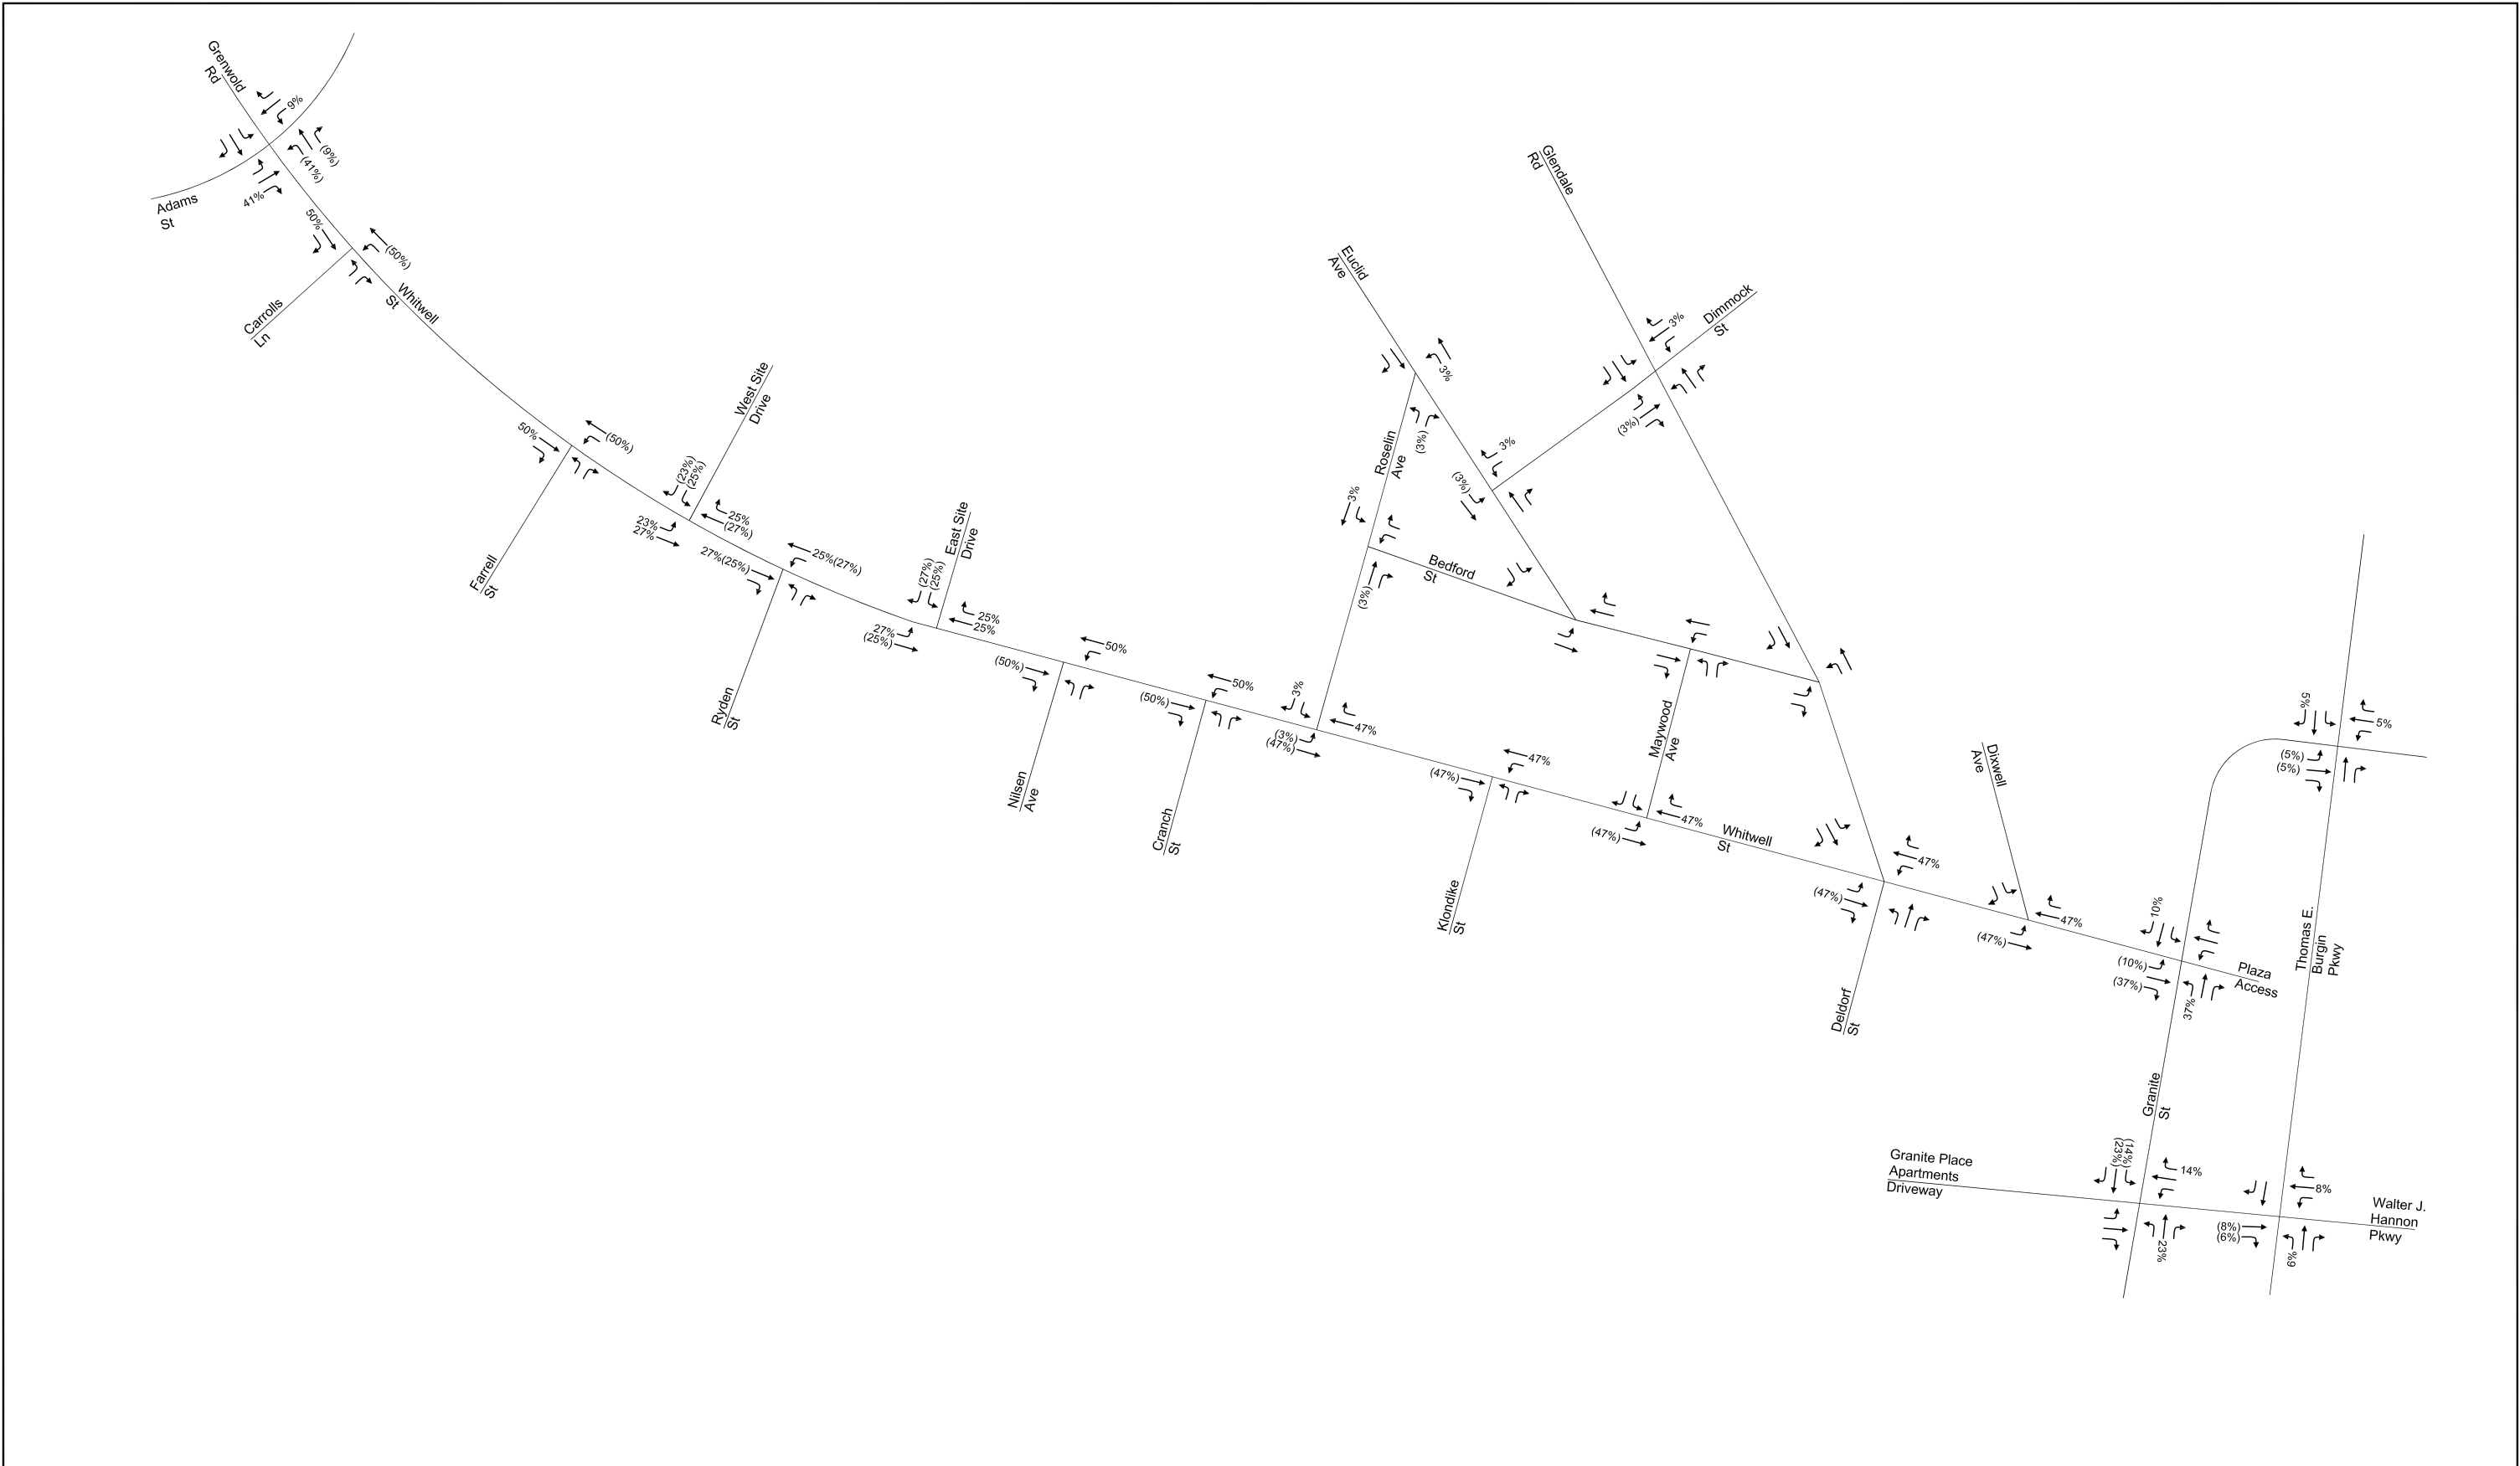 Grenwold
Rd
9%
(9%)
(41%)
41%
Adams
St
50%
(50%)
Carrolls
Ln
Whitwell
St
50%
(50%)
Farrell
St
West Site
Drive
(23%)
(25%)
25%
(27%)
23%
27%
27%(25%)
25%(27%)
Ryden
St
East Site
Drive
(27%)
(25%)
25%
25%
27%
(25%)
(50%)
50%
Nilsen
Ave
(50%)
50%
Cranch
St
Euclid
Ave
3%
(3%)
Roselin
Ave
3%
(3%)
Bedford
St
3%
47%
(3%)
(47%)
3%
(3%)
Glendale
Rd
Dimmock
St
3%
(3%)
(47%)
47%
Klondike
St
Maywood
Ave
47%
(47%)
Whitwell
St
47%
(47%)
Deldorf
St
Dixwell
Ave
47%
(47%)
10%
(10%)
(37%)
37%
Plaza
Access
Granite
St
5%
5%
(5%)
(5%)
Thomas E.
Burgin
Pkwy
Granite Place
Apartments
Driveway
(14%)
(23%)
14%
23%
8%
(8%)
(6%)
6%
Walter J.
Hannon
Pkwy